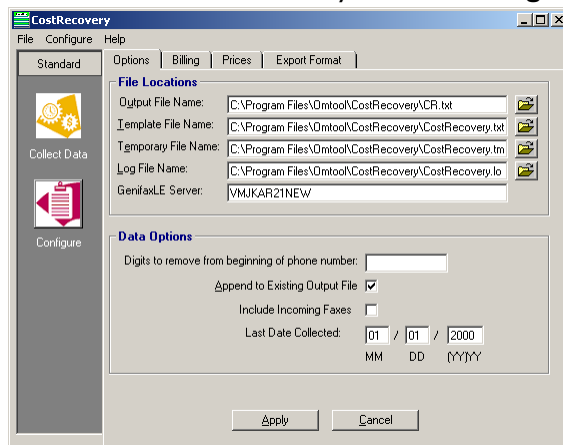 CostRecovery
File Configure Help
Standard
Collect Data
Configure
Options Billing Prices Export Format
File Locations
Output File Name: C:\Program Files\Omtool\CostRecovery\CR.txt
Template File Name: C:\Program Files\Omtool\CostRecovery\CostRecovery.txt
Temporary File Name: C:\Program Files\Omtool\CostRecovery\CostRecovery.tm
Log File Name: C:\Program Files\Omtool\CostRecovery\CostRecovery.lo
GenifaxLE Server: VMJKAR21NEW
Data Options
Digits to remove from beginning of phone number:
Append to Existing Output File
Include Incoming Faxes
Last Date Collected: 01 / 01 / 2000
MM DD (YY)YY
Apply Cancel